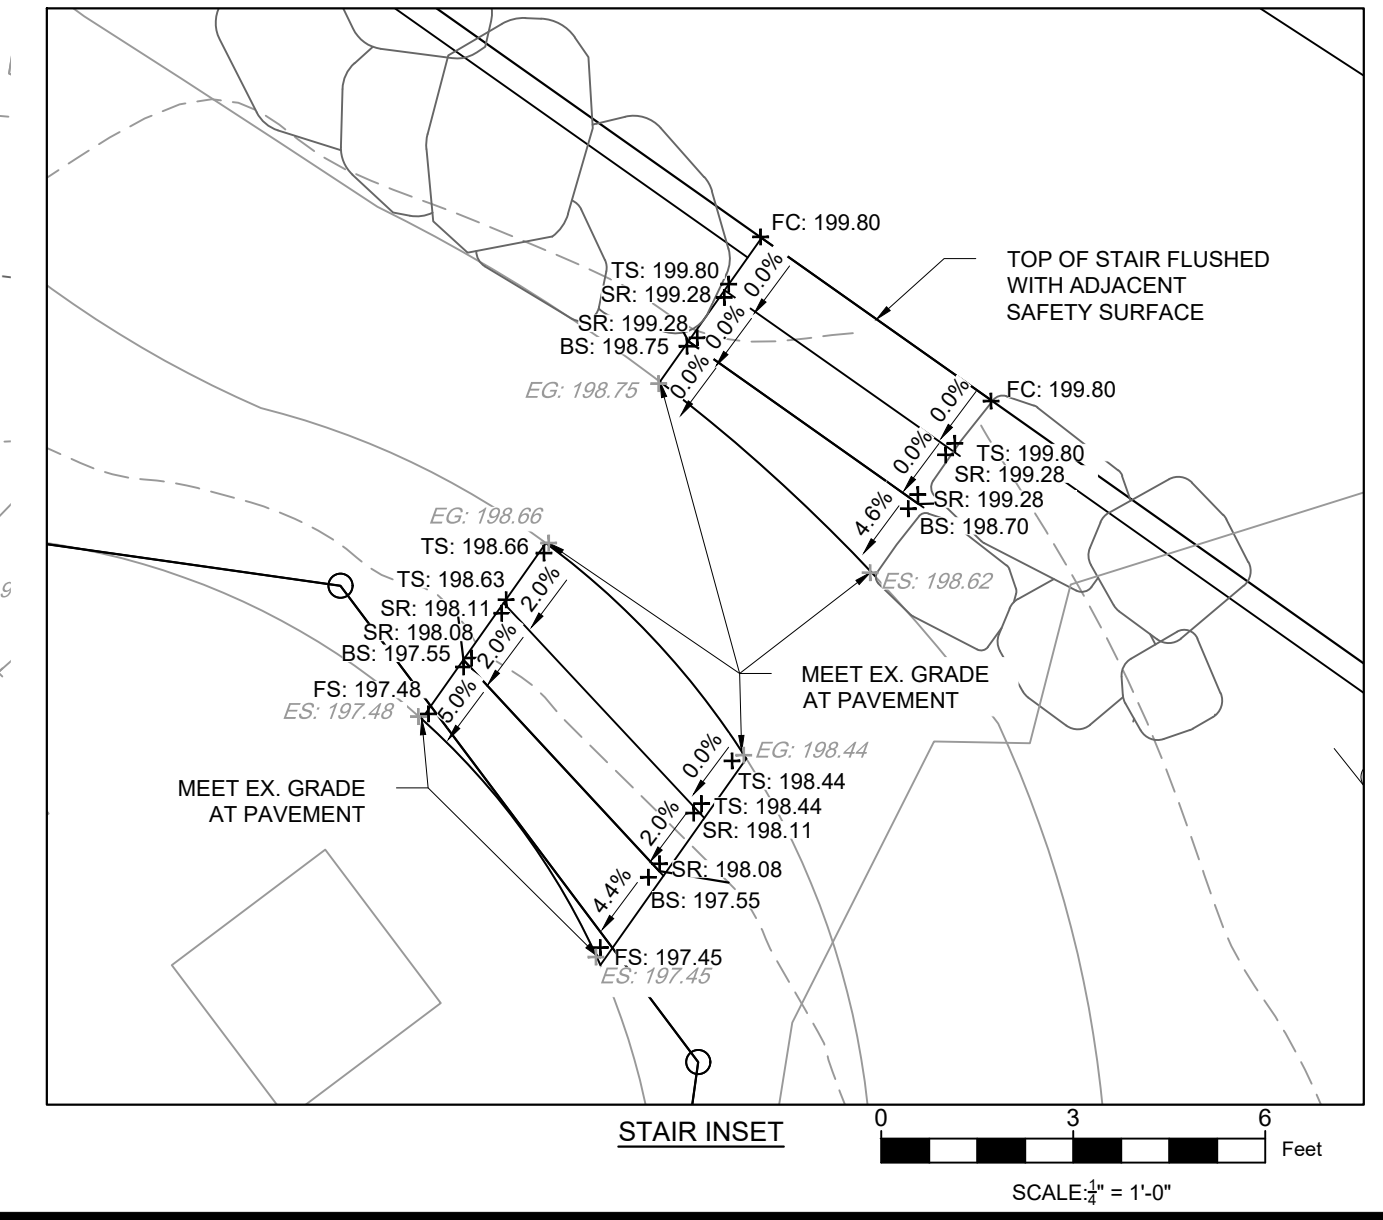 FC: 199.80
TS: 199.80
SR: 199.28
SR: 199.28
BS: 198.75
EG: 198.75
0.0%
0.0%
0.0%
TOP OF STAIR FLUSHED
WITH ADJACENT
SAFETY SURFACE
FC: 199.80
TS: 199.80
SR: 199.28
SR: 199.28
BS: 198.70
ES: 198.62
0.0%
0.0%
4.6%
EG: 198.66
TS: 198.66
TS: 198.63
SR: 198.11
SR: 198.08
BS: 197.55
FS: 197.48
ES: 197.48
2.0%
2.0%
5.0%
MEET EX. GRADE
AT PAVEMENT
EG: 198.44
TS: 198.44
TS: 198.44
SR: 198.11
SR: 198.08
BS: 197.55
FS: 197.45
ES: 197.45
0.0%
2.0%
4.4%
MEET EX. GRADE
AT PAVEMENT
STAIR INSET
0 3 6
Feet
SCALE:¼" = 1'-0"